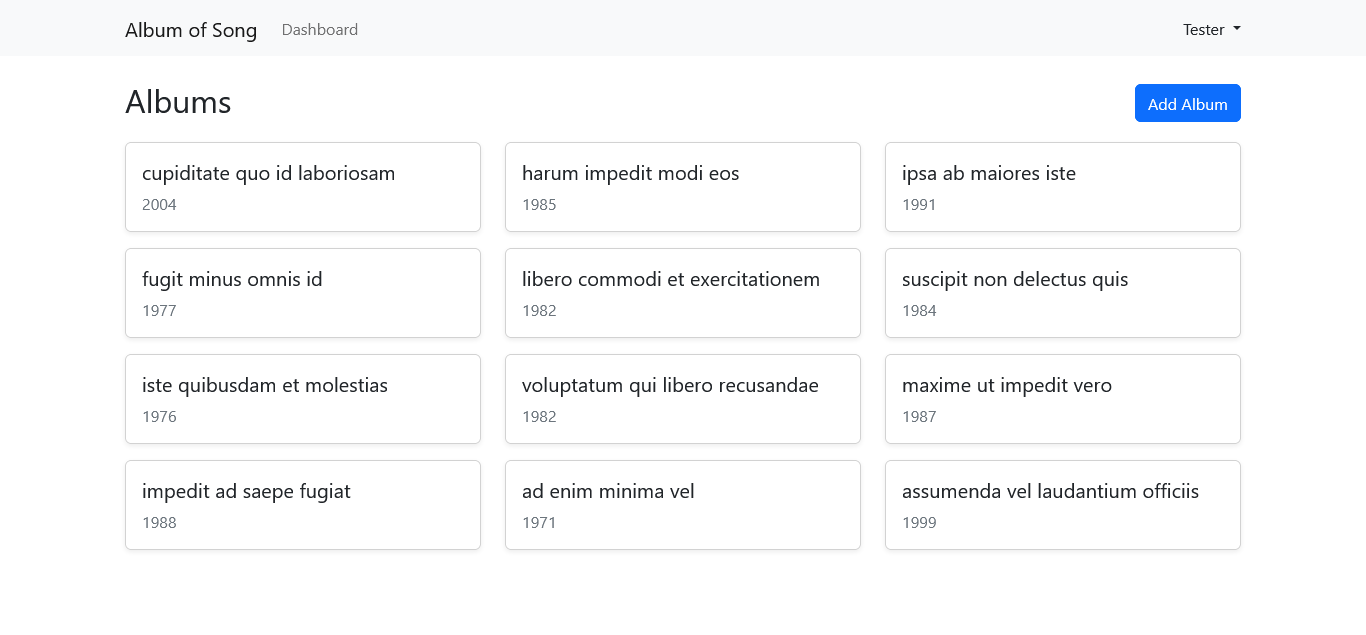 Album of Song Dashboard Tester
Albums Add Album
cupiditate quo id laboriosam
2004
harum impedit modi eos
1985
ipsa ab maiores iste
1991
fugit minus omnis id
1977
libero commodi et exercitationem
1982
suscipit non delectus quis
1984
iste quibusdam et molestias
1976
voluptatum qui libero recusandae
1982
maxime ut impedit vero
1987
impedit ad saepe fugiat
1988
ad enim minima vel
1971
assumenda vel laudantium officiis
1999